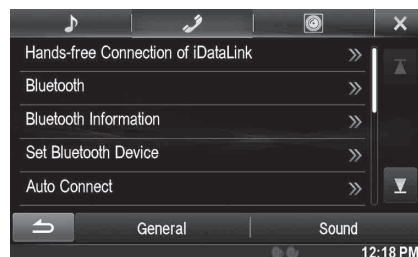 Hands-free Connection of iDataLink
Bluetooth
Bluetooth Information
Set Bluetooth Device
Auto Connect
General Sound
12:18 PM